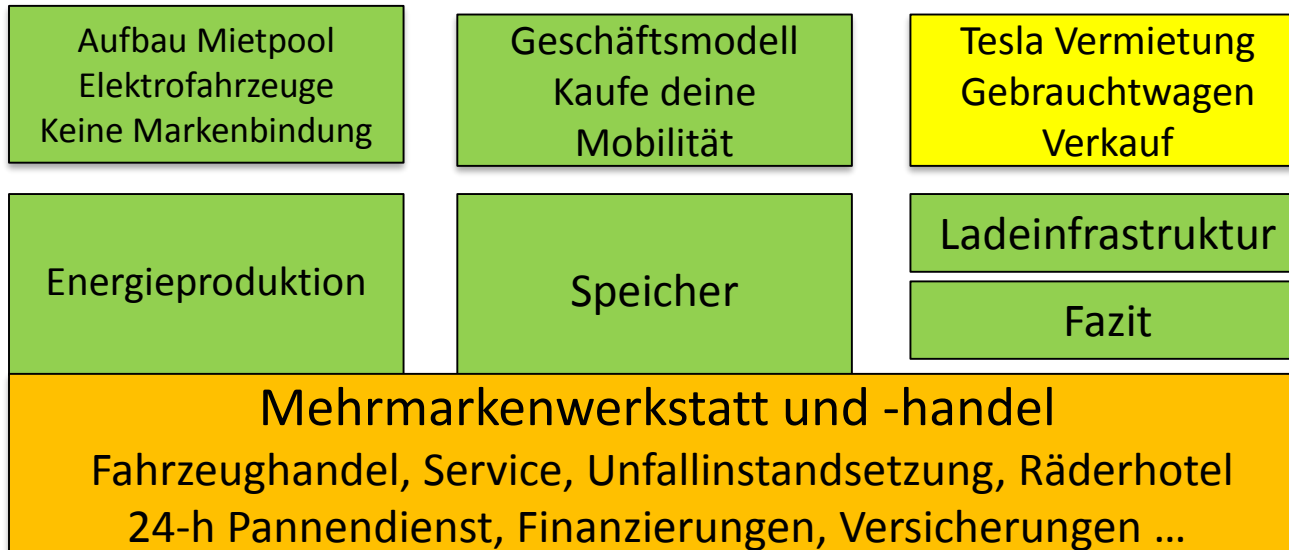 Aufbau Mietpool
Elektrofahrzeuge
Keine Markenbindung
Geschäftsmodell
Kaufe deine
Mobilität
Tesla Vermietung
Gebrauchtwagen
Verkauf
Energieproduktion
Speicher
Ladeinfrastruktur
Fazit
Mehrmarkenwerkstatt und -handel
Fahrzeughandel, Service, Unfallinstandsetzung, Räderhotel
24-h Pannendienst, Finanzierungen, Versicherungen ...